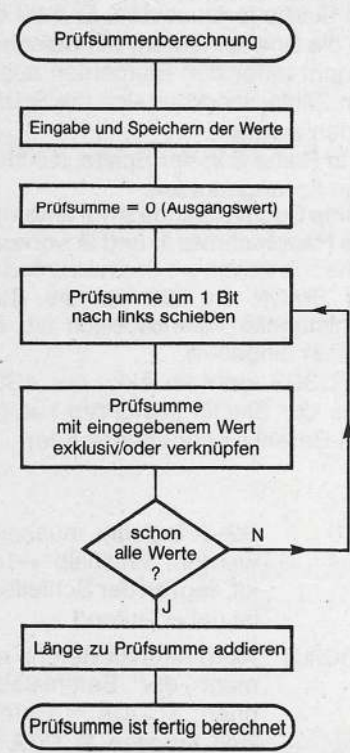 Prüfsummenberechnung
Eingabe und Speichern der Werte
Prüfsumme = 0 (Ausgangswert)
Prüfsumme um 1 Bit
nach links schieben
Prüfsumme
mit eingegebenem Wert
exklusiv/oder verknüpfen
schon
alle Werte
?
N
J
Länge zu Prüfsumme addieren
Prüfsumme ist fertig berechnet